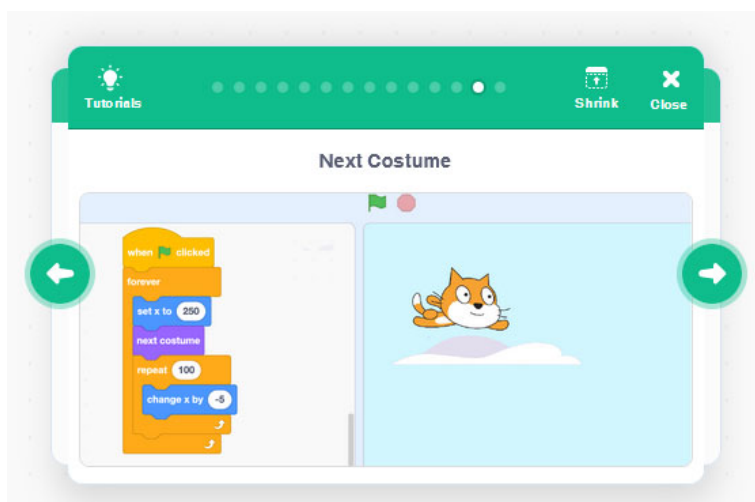 Tutorials
Shrink
Close
Next Costume
when clicked
forever
set x to 250
next costume
repeat 100
change x by -5